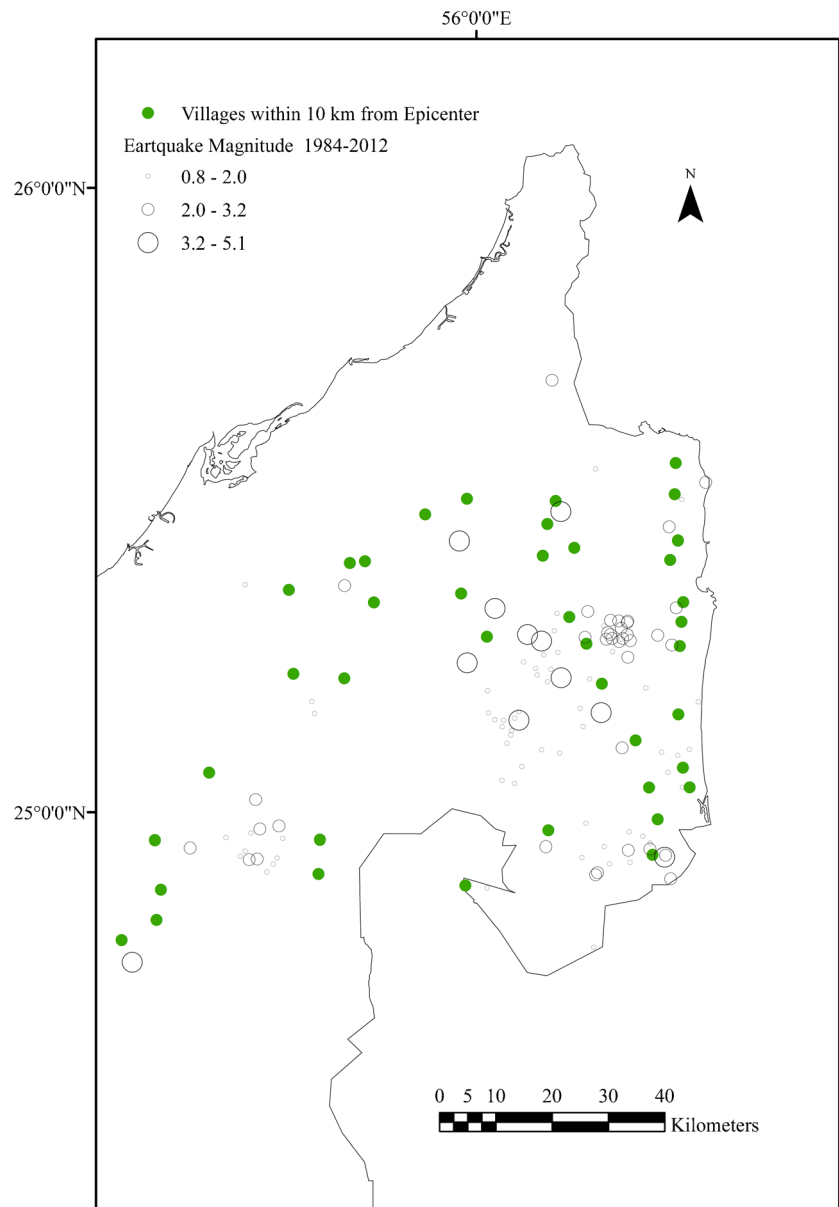 56°0'0"E
Villages within 10 km from Epicenter
Eartquake Magnitude 1984-2012
26°0'0"N
0.8 - 2.0
N
2.0 - 3.2
3.2 - 5.1
25°0'0"N
0 5 10 20 30 40
Kilometers